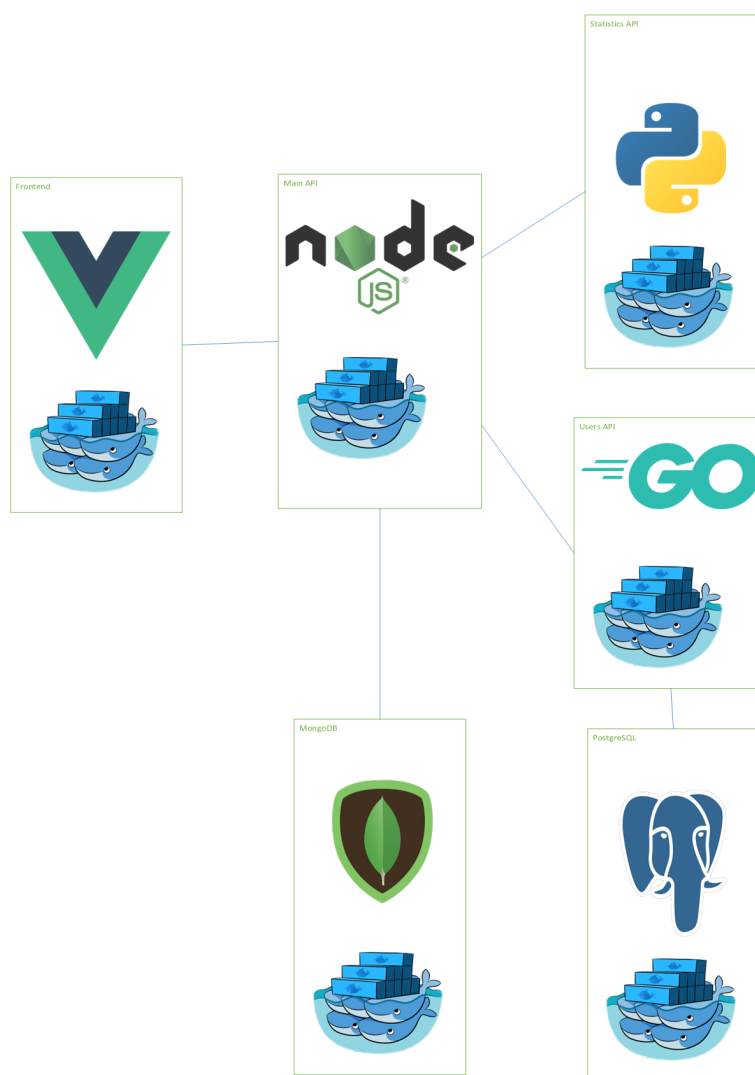 Statistics API
Frontend
Main API
node
JS®
Users API
GO
MongoDB
PostgreSQL